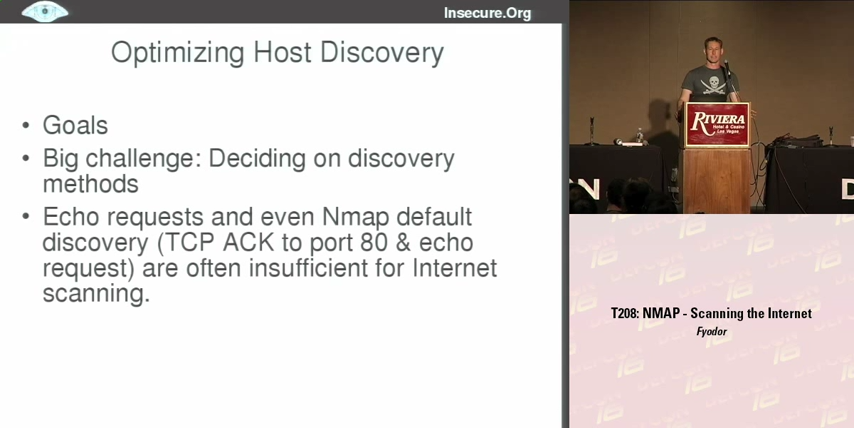 Insecure.Org
Optimizing Host Discovery
• Goals
• Big challenge: Deciding on discovery
methods
• Echo requests and even Nmap default
discovery (TCP ACK to port 80 & echo
request) are often insufficient for Internet
scanning.
RIVIERA
Hotel & Casino
Las Vegas
N
D
T208: NMAP - Scanning the Internet
Fyodor